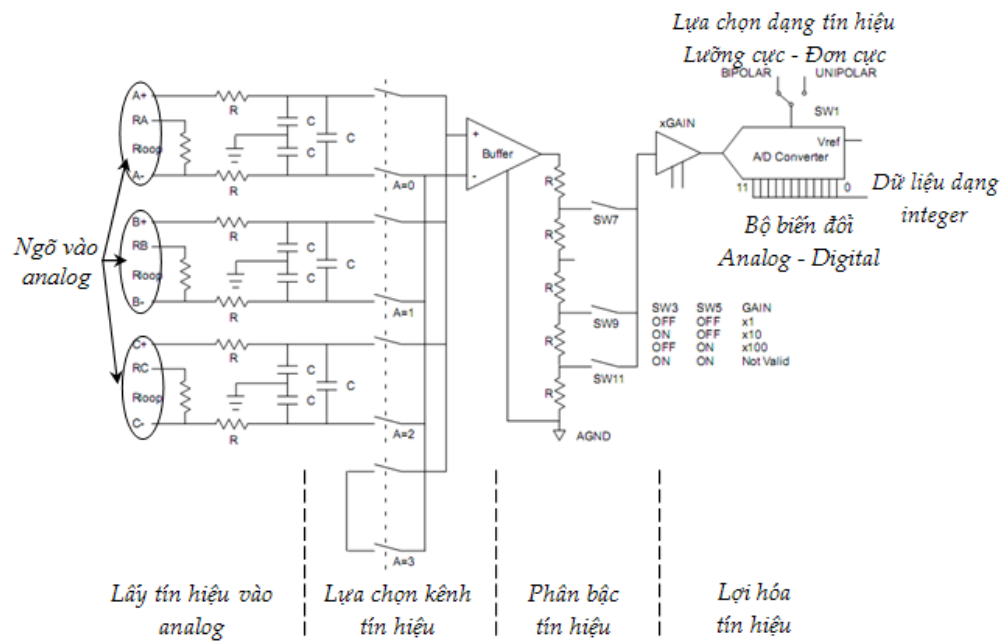 Lựa chọn dạng tín hiệu
Lưỡng cực - Đơn cực
BIPOLAR UNIPOLAR
SW1
xGAIN
Vref
A/D Converter
11 0
Dữ liệu dạng
integer
Bộ biến đổi
Analog - Digital
Ngõ vào
analog
A+
RA
Rloop
A-
R
R
C
C
C
A=0
B+
RB
Rloop
B-
R
R
C
C
C
A=1
C+
RC
Rloop
C-
R
R
C
C
C
A=2
A=3
+
Buffer
-
R
R
R
R
R
SW7
SW9
SW11
AGND
SW3 SW5 GAIN
OFF OFF x1
ON OFF x10
OFF ON x100
ON ON Not Valid
Lấy tín hiệu vào
analog
Lựa chọn kênh
tín hiệu
Phân bậc
tín hiệu
Lợi hóa
tín hiệu